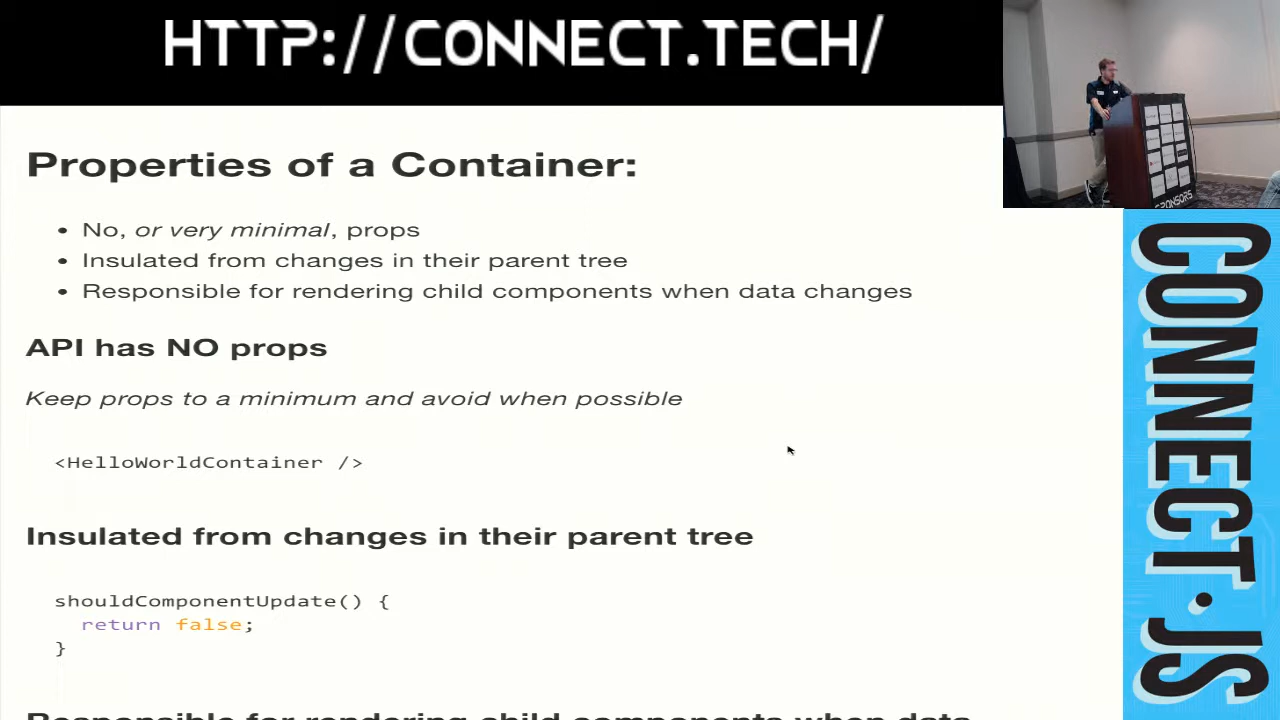 HTTP://CONNECT.TECH/
Properties of a Container:
• No, or very minimal, props
• Insulated from changes in their parent tree
• Responsible for rendering child components when data changes
API has NO props
Keep props to a minimum and avoid when possible
<HelloWorldContainer />
Insulated from changes in their parent tree
shouldComponentUpdate() {
return false;
}
Responsible for rendering child components when data
SPONSORS
CONNECT.JS